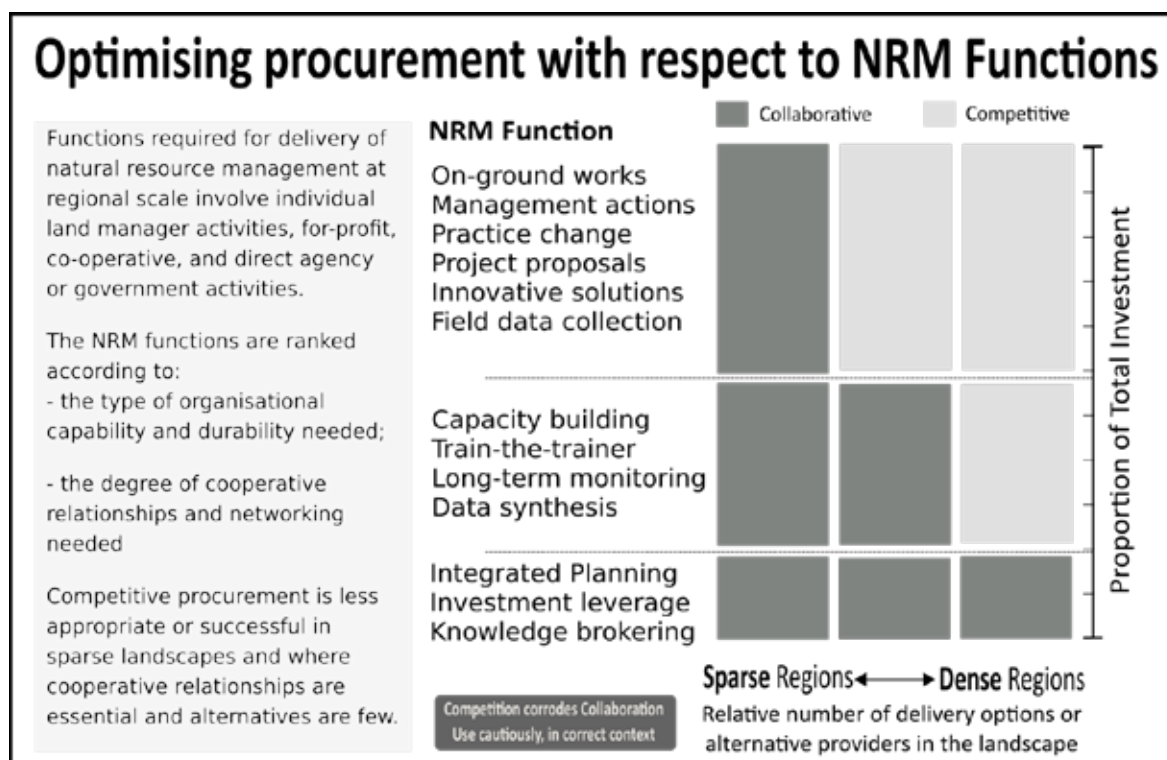 Optimising procurement with respect to NRM Functions
Functions required for delivery of
natural resource management at
regional scale involve individual
land manager activities, for-profit,
co-operative, and direct agency
or government activities.
The NRM functions are ranked
according to:
- the type of organisational
capability and durability needed;
- the degree of cooperative
relationships and networking
needed
Competitive procurement is less
appropriate or successful in
sparse landscapes and where
cooperative relationships are
essential and alternatives are few.
NRM Function
On-ground works
Management actions
Practice change
Project proposals
Innovative solutions
Field data collection
Capacity building
Train-the-trainer
Long-term monitoring
Data synthesis
Integrated Planning
Investment leverage
Knowledge brokering
Competition corrodes Collaboration
Use cautiously, in correct context
Collaborative
Competitive
Proportion of Total Investment
Sparse Regions Dense Regions
Relative number of delivery options or
alternative providers in the landscape